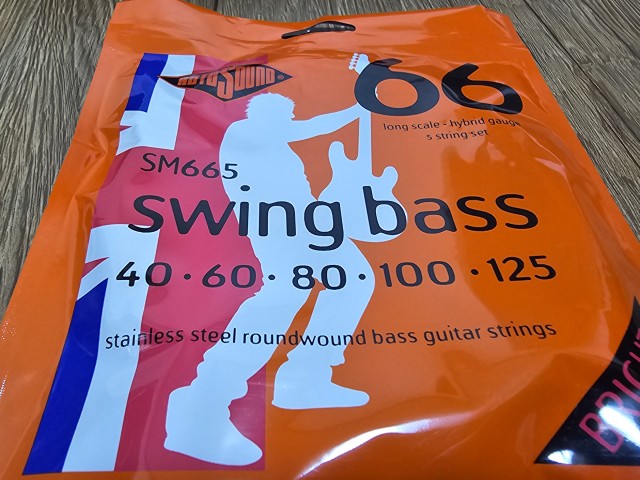 ROTOSOUND
66
long scale - hybrid gauge
5 string set
SM665
swing bass
40 • 60 • 80 • 100 • 125
stainless steel roundwound bass guitar strings